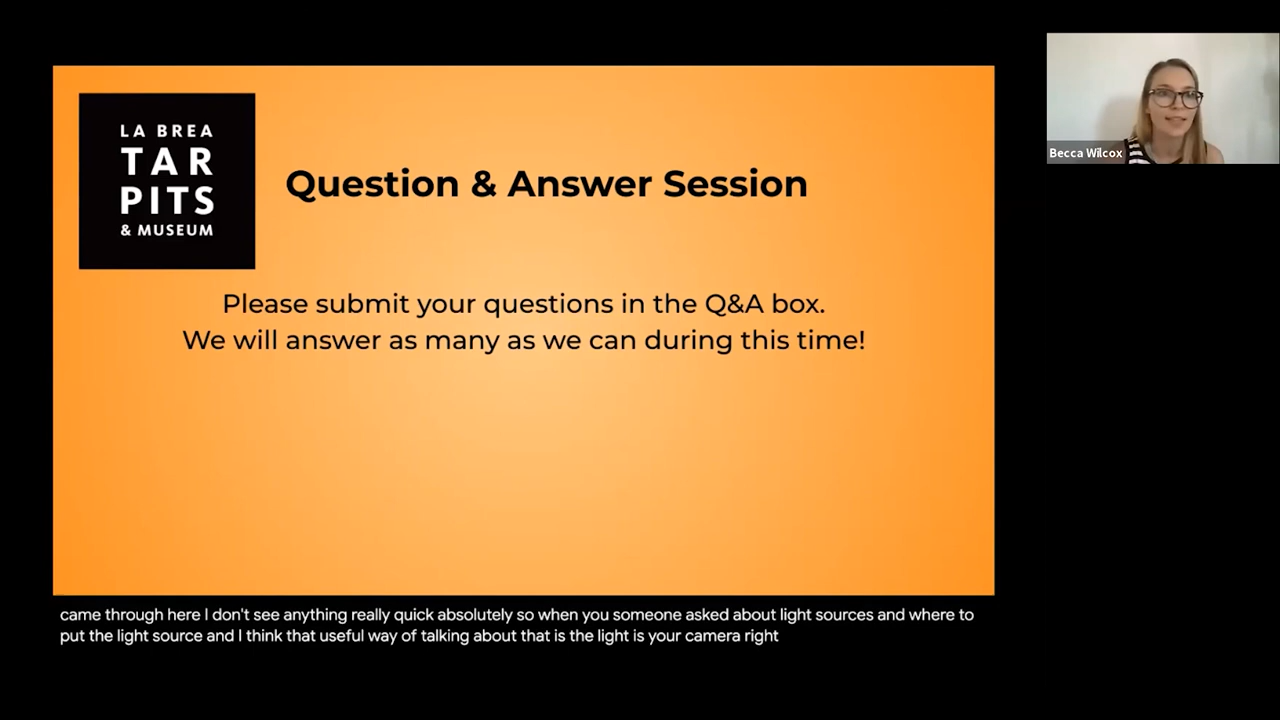 LA BREA
TAR
PITS
& MUSEUM
Question & Answer Session
Please submit your questions in the Q&A box.
We will answer as many as we can during this time!
Becca Wilcox
came through here I don't see anything really quick absolutely so when you someone asked about light sources and where to
put the light source and I think that useful way of talking about that is the light is your camera right